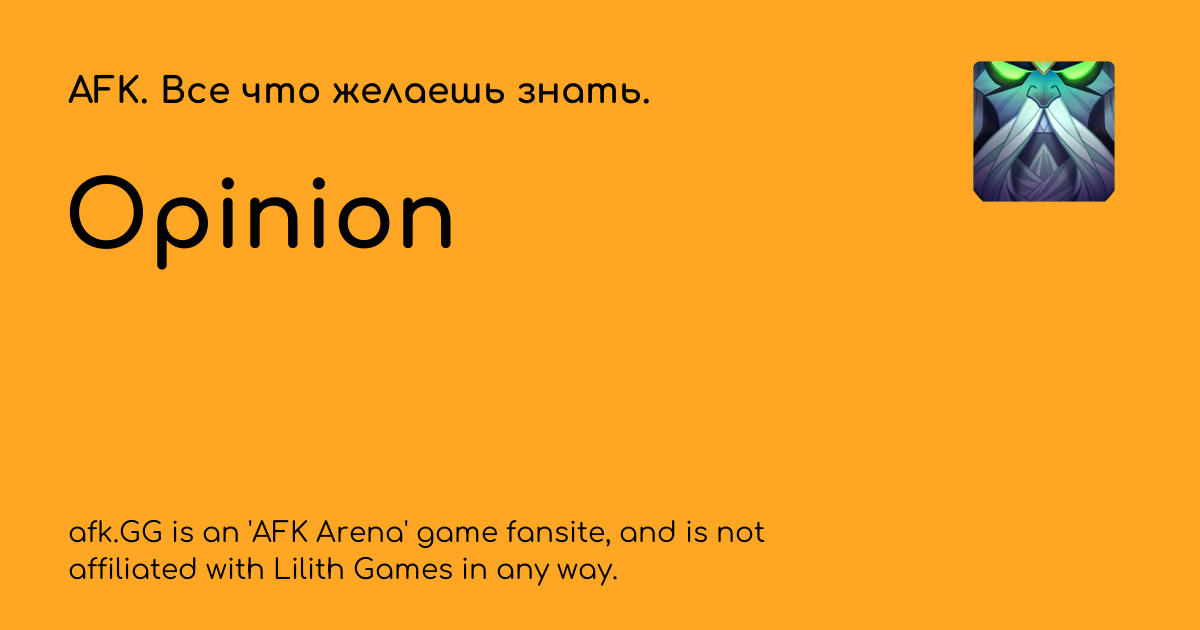 AFK. Все что желаешь знать.
Opinion
afk.GG is an 'AFK Arena' game fansite, and is not
affiliated with Lilith Games in any way.